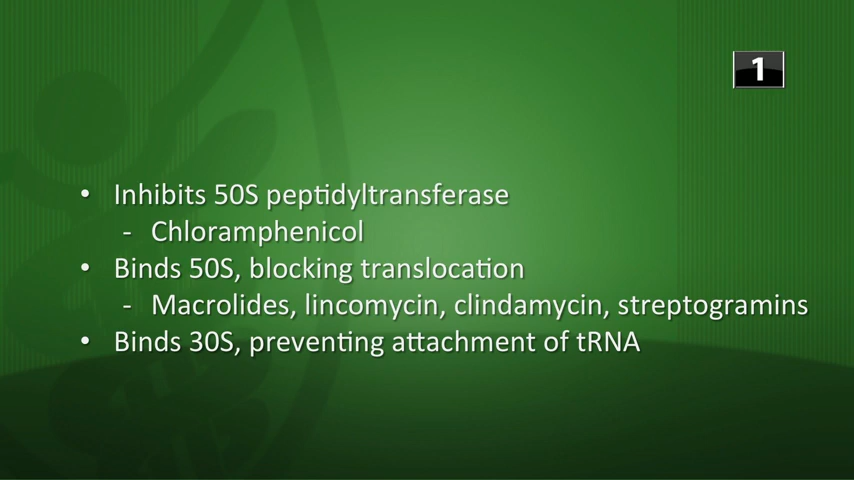 1
• Inhibits 50S peptidyltransferase
- Chloramphenicol
• Binds 50S, blocking translocation
- Macrolides, lincomycin, clindamycin, streptogramins
• Binds 30S, preventing attachment of tRNA